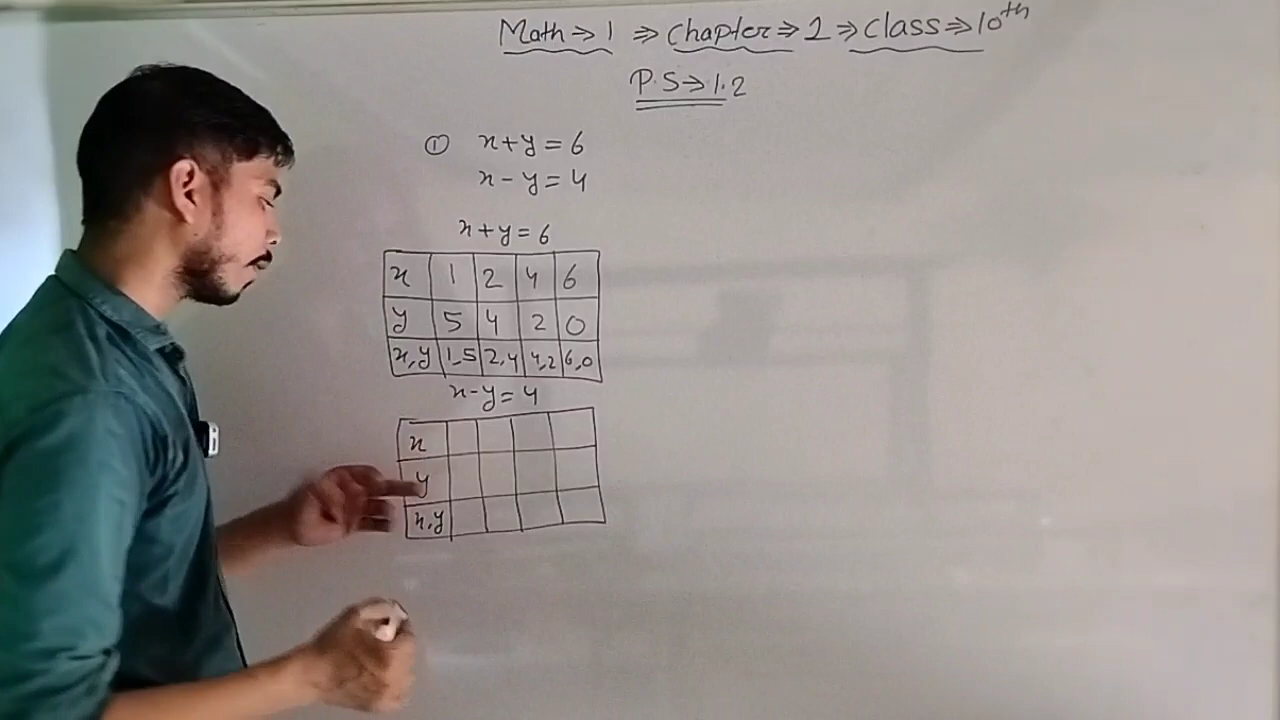 Math → 1 ⇒ chapter ⇒ 1 ⇒ class ⇒ 10th
P.S → 1.2
① x+y=6
x-y=4
x+y=6
x 1 2 4 6
y 5 4 2 0
x,y 1,5 2,4 4,2 6,0
x-y=4
x
y
x,y